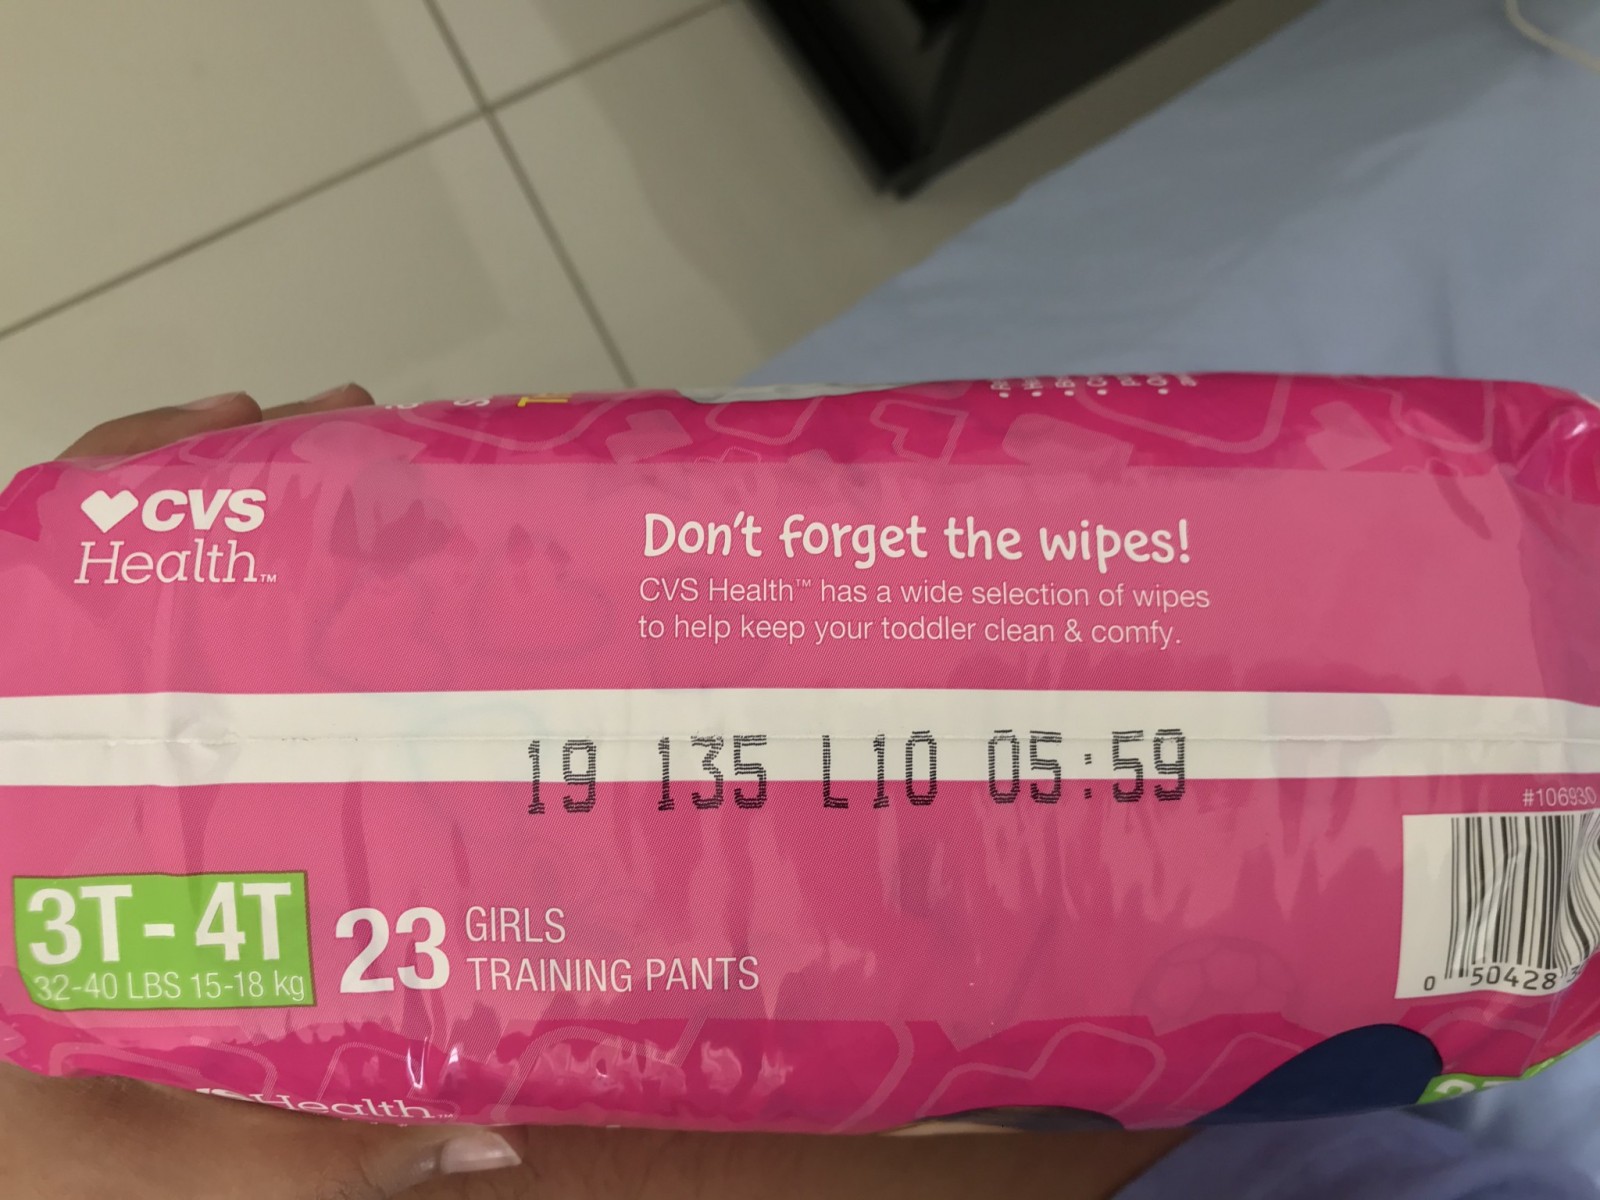 CVS
Health™
Don't forget the wipes!
CVS Health™ has a wide selection of wipes
to help keep your toddler clean & comfy.
19 135 L10 05:59
#106930
3T-4T
32-40 LBS 15-18 kg
23 GIRLS
TRAINING PANTS
0 50428
Health™